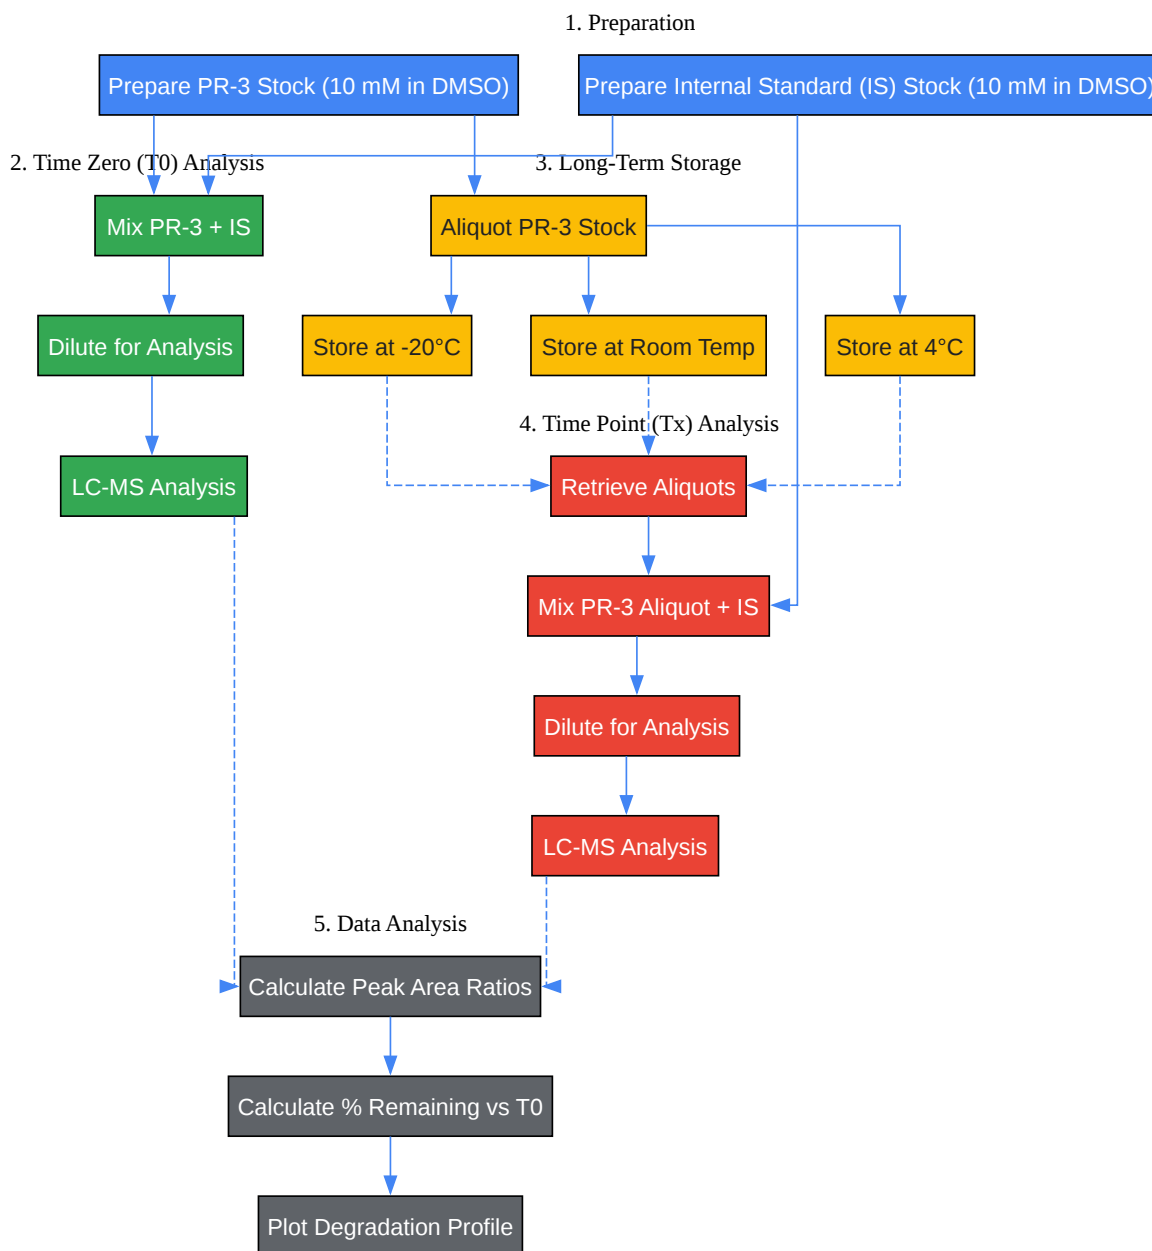 1. Preparation
Prepare PR-3 Stock (10 mM in DMSO)
Prepare Internal Standard (IS) Stock (10 mM in DMSO)
2. Time Zero (T0) Analysis
3. Long-Term Storage
Mix PR-3 + IS
Aliquot PR-3 Stock
Dilute for Analysis
Store at -20°C
Store at Room Temp
Store at 4°C
4. Time Point (Tx) Analysis
LC-MS Analysis
Retrieve Aliquots
Mix PR-3 Aliquot + IS
Dilute for Analysis
LC-MS Analysis
5. Data Analysis
Calculate Peak Area Ratios
Calculate % Remaining vs T0
Plot Degradation Profile